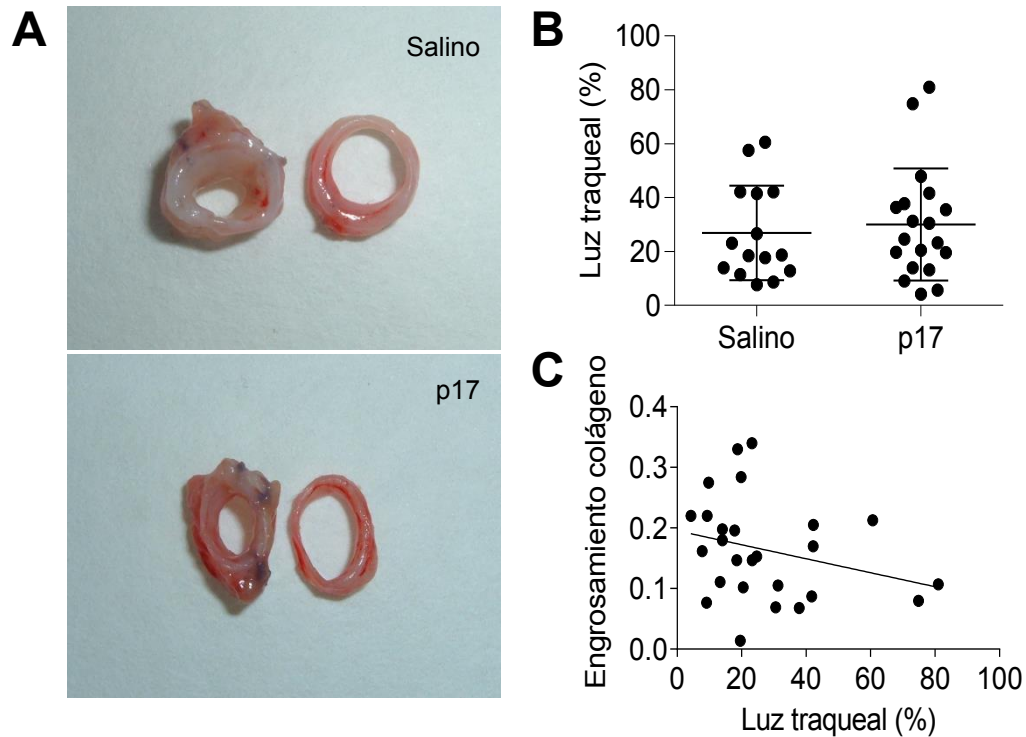 A
Salino
p17
B
Luz traqueal (%)
100
80
60
40
20
0
Salino
p17
C
Engrosamiento colágeno
0.4
0.3
0.2
0.1
0.0
0 20 40 60 80 100
Luz traqueal (%)